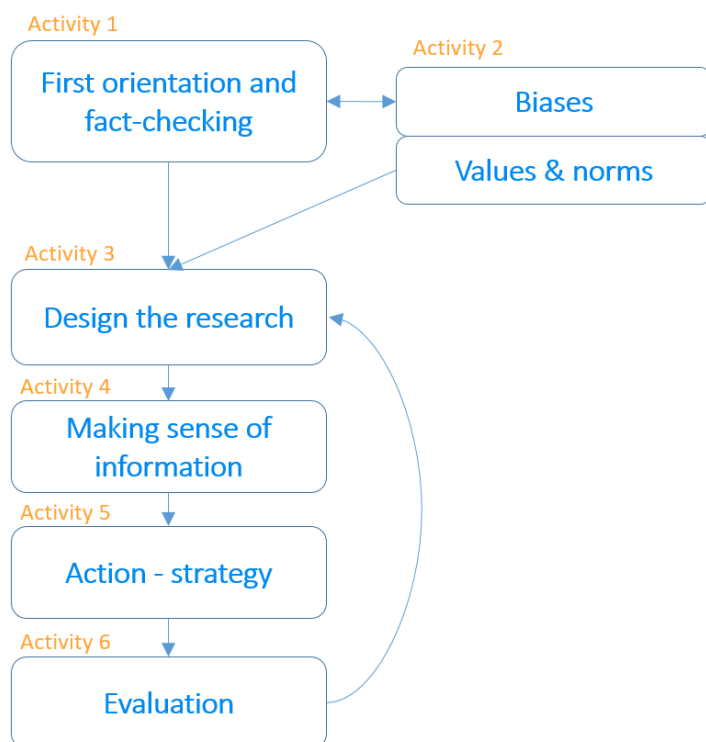 Activity 1
First orientation and
fact-checking
Activity 2
Biases
Values & norms
Activity 3
Design the research
Activity 4
Making sense of
information
Activity 5
Action - strategy
Activity 6
Evaluation